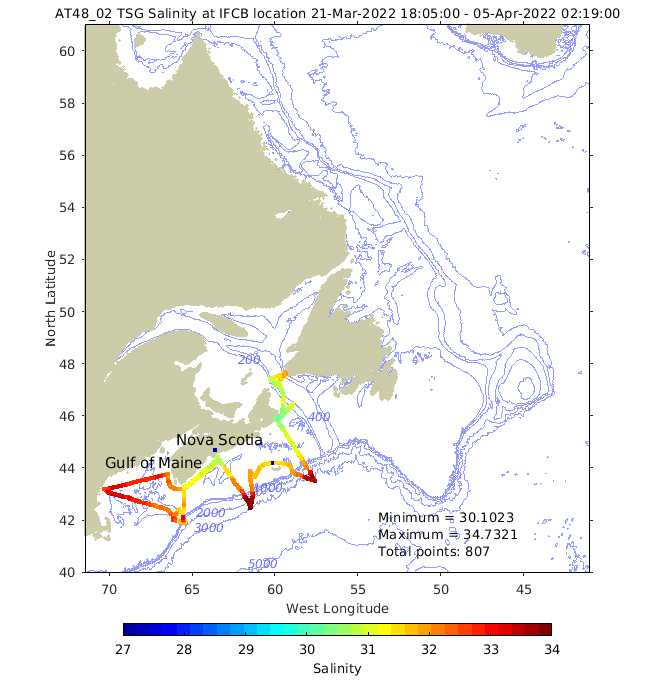 AT48_02 TSG Salinity at IFCB location 21-Mar-2022 18:05:00 - 05-Apr-2022 02:19:00
60
58
56
54
52
50
48
46
44
42
40
North Latitude
200
400
Nova Scotia
Gulf of Maine
1000
2000
3000
5000
Minimum = 30.1023
Maximum = 34.7321
Total points: 807
70 65 60 55 50 45
West Longitude
27 28 29 30 31 32 33 34
Salinity